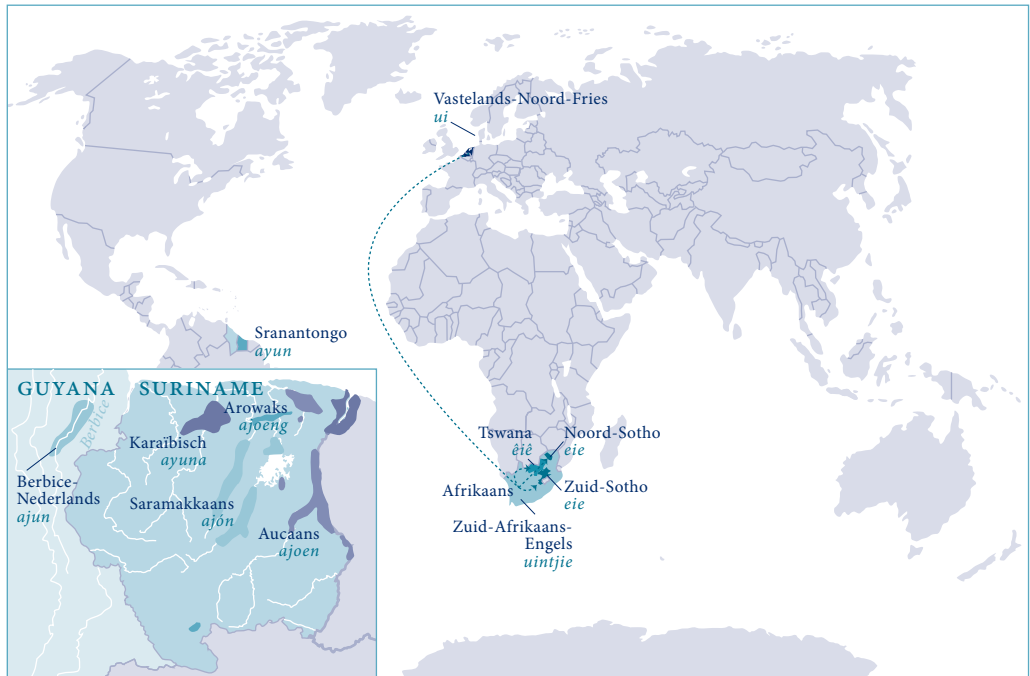 Vastelands-Noord-Fries
ui
Sranantongo
ayun
GUYANA SURINAME
Berbice
Arowaks
ajoeng
Karaïbisch
ayuna
Berbice-
Nederlands
ajun
Saramakkaans
ajón
Aucaans
ajoen
Tswana
êiê
Noord-Sotho
eie
Afrikaans
Zuid-Sotho
eie
Zuid-Afrikaans-
Engels
uintjie